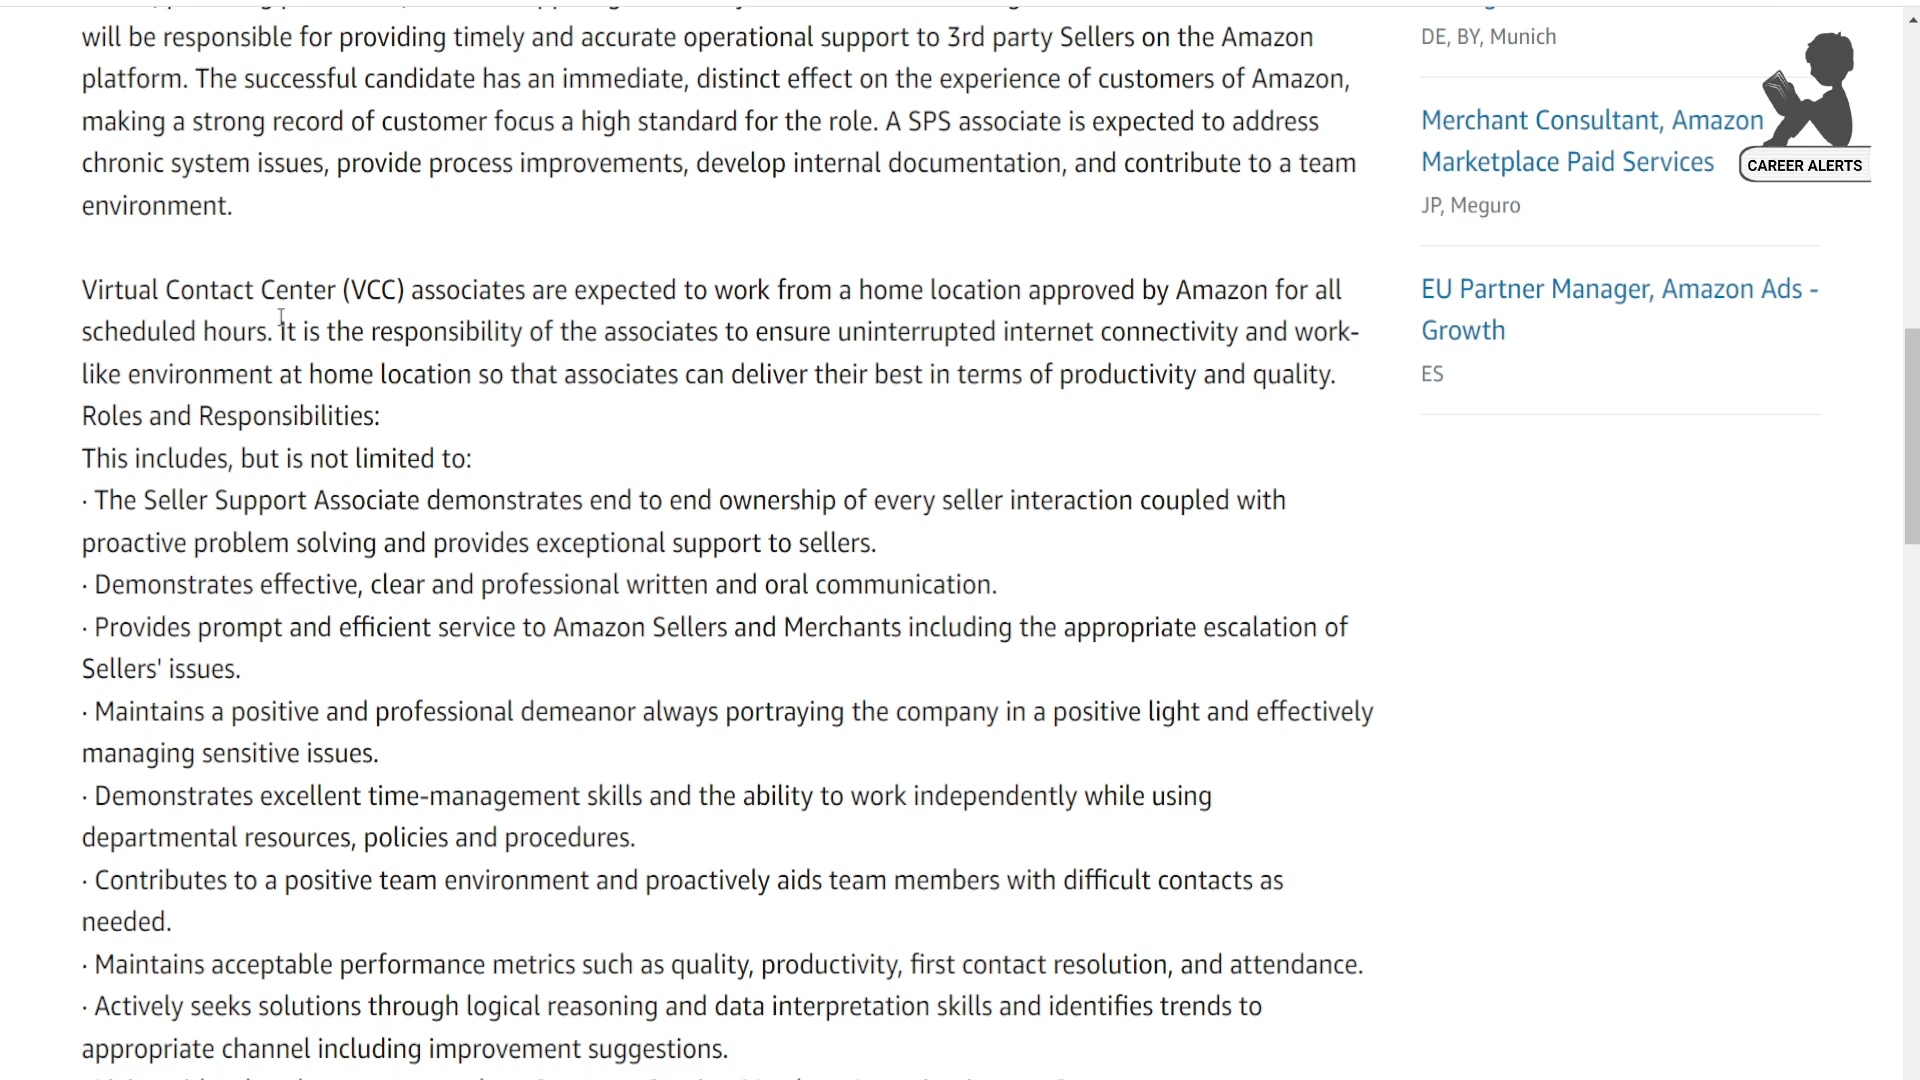 will be responsible for providing timely and accurate operational support to 3rd party Sellers on the Amazon
platform. The successful candidate has an immediate, distinct effect on the experience of customers of Amazon,
making a strong record of customer focus a high standard for the role. A SPS associate is expected to address
chronic system issues, provide process improvements, develop internal documentation, and contribute to a team
environment.
Virtual Contact Center (VCC) associates are expected to work from a home location approved by Amazon for all
scheduled hours. It is the responsibility of the associates to ensure uninterrupted internet connectivity and work-
like environment at home location so that associates can deliver their best in terms of productivity and quality.
Roles and Responsibilities:
This includes, but is not limited to:
· The Seller Support Associate demonstrates end to end ownership of every seller interaction coupled with
proactive problem solving and provides exceptional support to sellers.
· Demonstrates effective, clear and professional written and oral communication.
· Provides prompt and efficient service to Amazon Sellers and Merchants including the appropriate escalation of
Sellers' issues.
· Maintains a positive and professional demeanor always portraying the company in a positive light and effectively
managing sensitive issues.
· Demonstrates excellent time-management skills and the ability to work independently while using
departmental resources, policies and procedures.
· Contributes to a positive team environment and proactively aids team members with difficult contacts as
needed.
· Maintains acceptable performance metrics such as quality, productivity, first contact resolution, and attendance.
· Actively seeks solutions through logical reasoning and data interpretation skills and identifies trends to
appropriate channel including improvement suggestions.
DE, BY, Munich
Merchant Consultant, Amazon
Marketplace Paid Services
JP, Meguro
EU Partner Manager, Amazon Ads -
Growth
ES
CAREER ALERTS